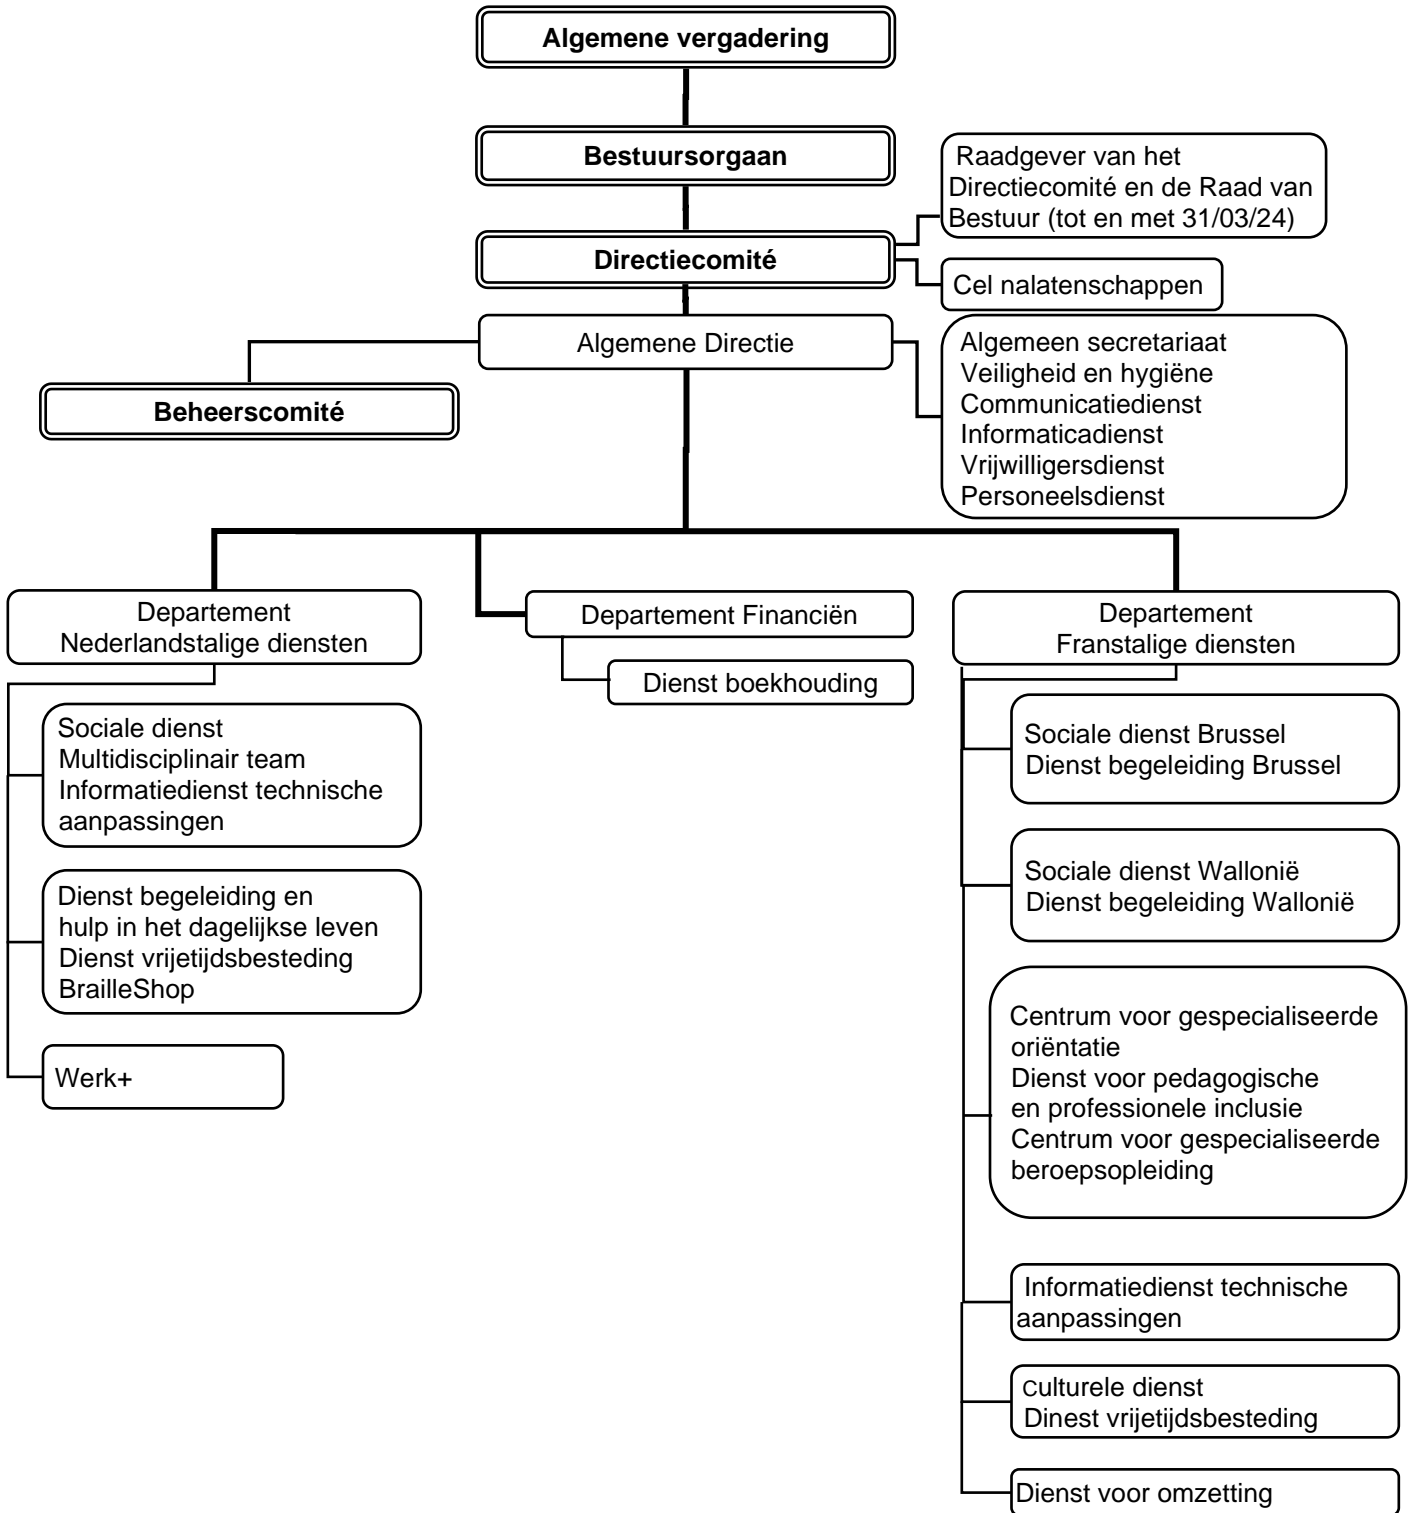 Algemene vergadering
Bestuursorgaan
Raadgever van het
Directiecomité en de Raad van
Bestuur (tot en met 31/03/24)
Directiecomité
Cel nalatenschappen
Algemene Directie
Algemeen secretariaat
Veiligheid en hygiëne
Communicatiedienst
Informaticadienst
Vrijwilligersdienst
Personeelsdienst
Beheerscomité
Departement
Nederlandstalige diensten
Sociale dienst
Multidisciplinair team
Informatiedienst technische
aanpassingen
Dienst begeleiding en
hulp in het dagelijkse leven
Dienst vrijetijdsbesteding
BrailleShop
Werk+
Departement Financiën
Dienst boekhouding
Departement
Franstalige diensten
Sociale dienst Brussel
Dienst begeleiding Brussel
Sociale dienst Wallonië
Dienst begeleiding Wallonië
Centrum voor gespecialiseerde
oriëntatie
Dienst voor pedagogische
en professionele inclusie
Centrum voor gespecialiseerde
beroepsopleiding
Informatiedienst technische
aanpassingen
Culturele dienst
Dinest vrijetijdsbesteding
Dienst voor omzetting